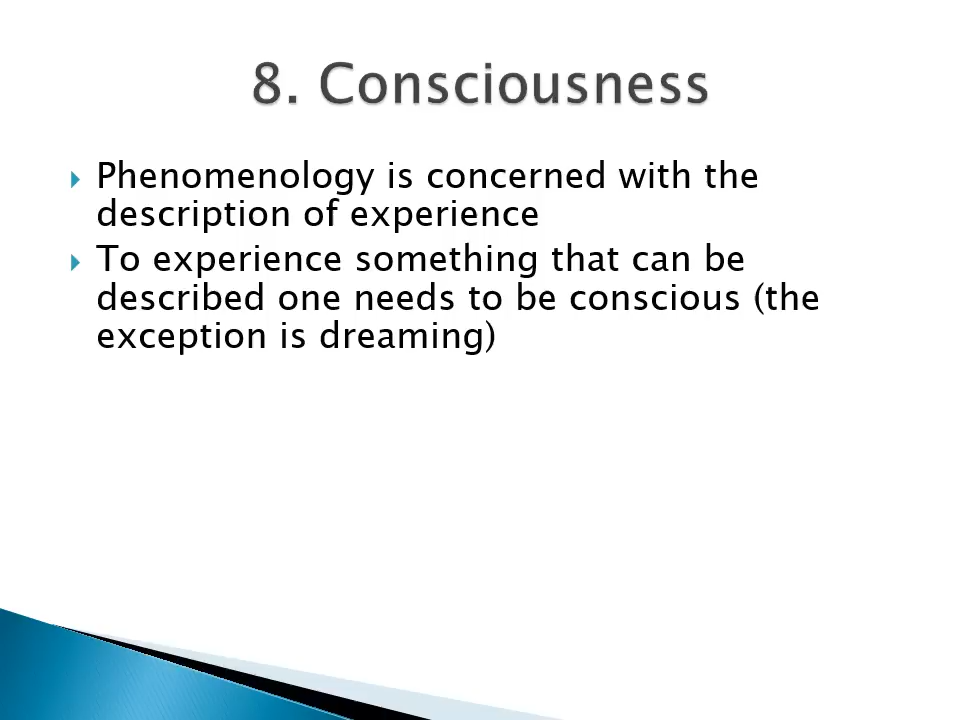 8. Consciousness
Phenomenology is concerned with the
description of experience
To experience something that can be
described one needs to be conscious (the
exception is dreaming)